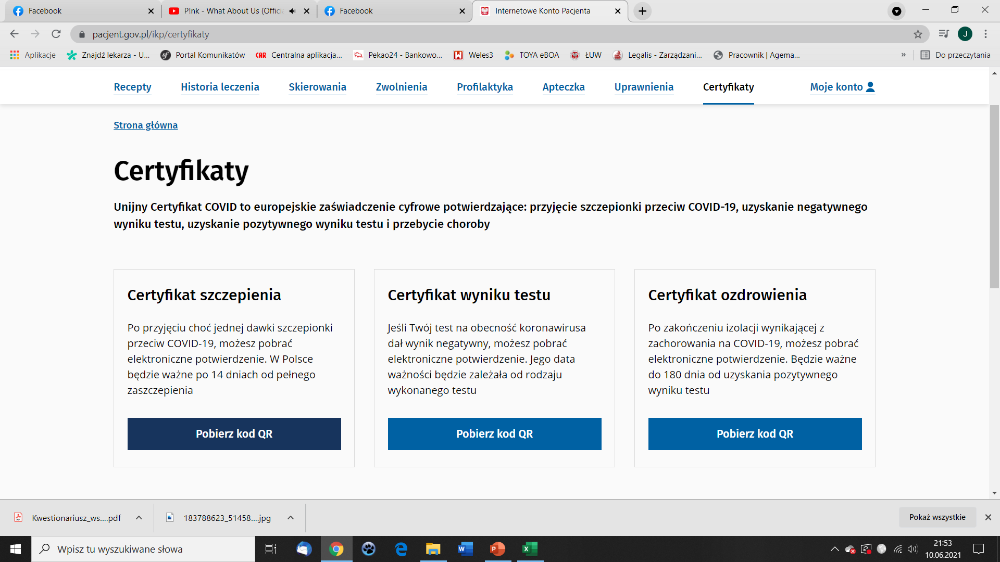 Facebook
P!nk - What About Us (Offici
Facebook
Internetowe Konto Pacjenta
pacjent.gov.pl/ikp/certyfikaty
J
Aplikacje
Znajdź lekarza - U...
Portal Komunikatów
CAR Centralna aplikacja...
Pekao24 - Bankowo...
Weles3
TOYA eBOA
ŁUW
Legalis - Zarządzani...
Pracownik | Agema...
»
Do przeczytania
Recepty
Historia leczenia
Skierowania
Zwolnienia
Profilaktyka
Apteczka
Uprawnienia
Certyfikaty
Moje konto
Strona główna
Certyfikaty
Unijny Certyfikat COVID to europejskie zaświadczenie cyfrowe potwierdzające: przyjęcie szczepionki przeciw COVID-19, uzyskanie negatywnego
wyniku testu, uzyskanie pozytywnego wyniku testu i przebycie choroby
Certyfikat szczepienia
Po przyjęciu choć jednej dawki szczepionki
przeciw COVID-19, możesz pobrać
elektroniczne potwierdzenie. W Polsce
będzie ważne po 14 dniach od pełnego
zaszczepienia
Pobierz kod QR
Certyfikat wyniku testu
Jeśli Twój test na obecność koronawirusa
dał wynik negatywny, możesz pobrać
elektroniczne potwierdzenie. Jego data
ważności będzie zależała od rodzaju
wykonanego testu
Pobierz kod QR
Certyfikat ozdrowienia
Po zakończeniu izolacji wynikającej z
zachorowania na COVID-19, możesz pobrać
elektroniczne potwierdzenie. Będzie ważne
do 180 dnia od uzyskania pozytywnego
wyniku testu
Pobierz kod QR
Kwestionariusz_ws....pdf
183788623_51458....jpg
Pokaż wszystkie
Wpisz tu wyszukiwane słowa
21:53
10.06.2021